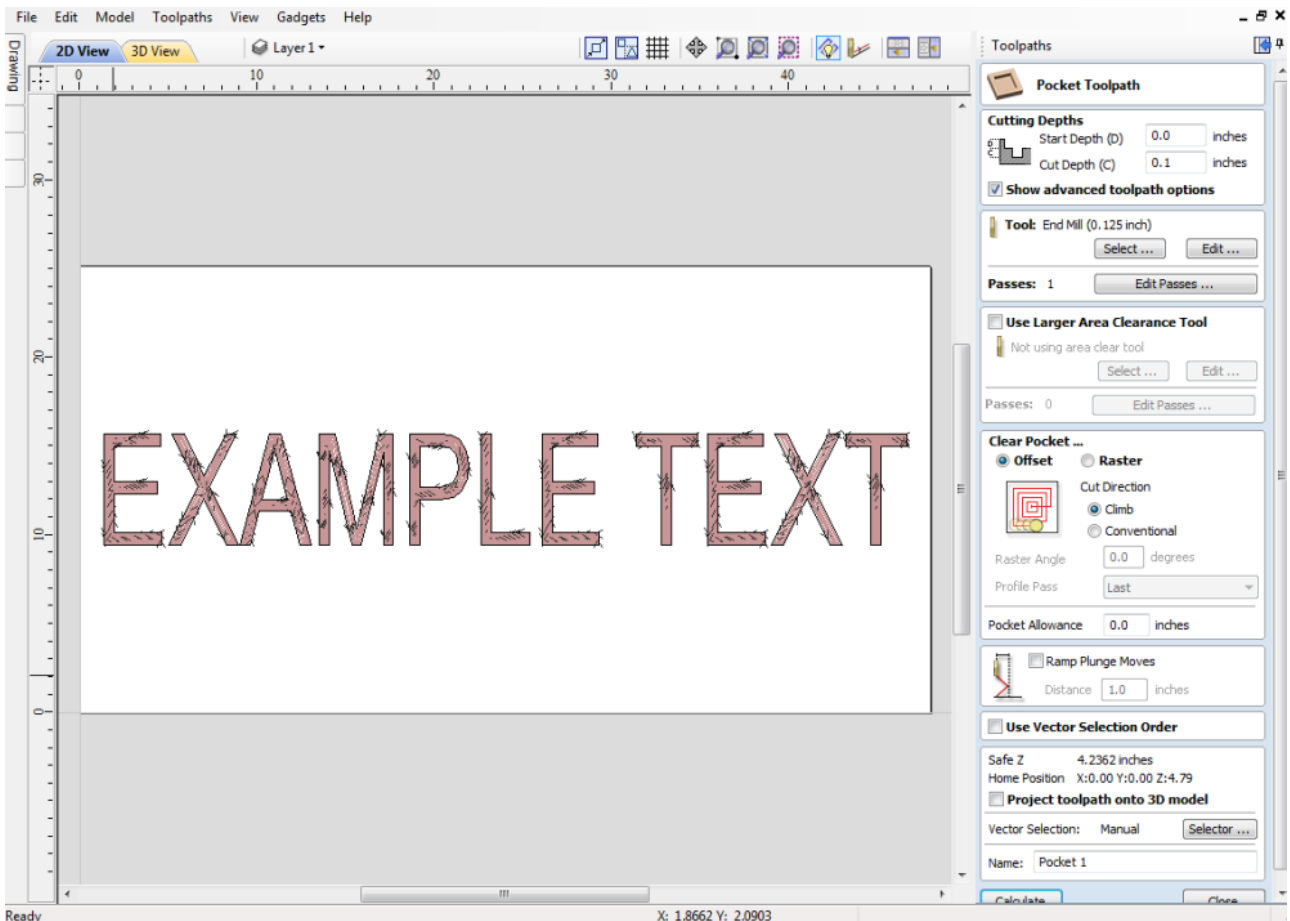 File Edit Model Toolpaths View Gadgets Help
Drawing
2D View 3D View Layer 1
Toolpaths
0 10 20 30 40
30
20
10
0
EXAMPLE TEXT
Pocket Toolpath
Cutting Depths
Start Depth (D) 0.0 inches
Cut Depth (C) 0.1 inches
Show advanced toolpath options
Tool: End Mill (0.125 inch)
Select ... Edit ...
Passes: 1 Edit Passes ...
Use Larger Area Clearance Tool
Not using area clear tool
Select ... Edit ...
Passes: 0 Edit Passes ...
Clear Pocket ...
Offset Raster
Cut Direction
Climb
Conventional
Raster Angle 0.0 degrees
Profile Pass Last
Pocket Allowance 0.0 inches
Ramp Plunge Moves
Distance 1.0 inches
Use Vector Selection Order
Safe Z 4.2362 inches
Home Position X:0.00 Y:0.00 Z:4.79
Project toolpath onto 3D model
Vector Selection: Manual Selector ...
Name: Pocket 1
Calculate Close
Ready X: 1.8662 Y: 2.0903